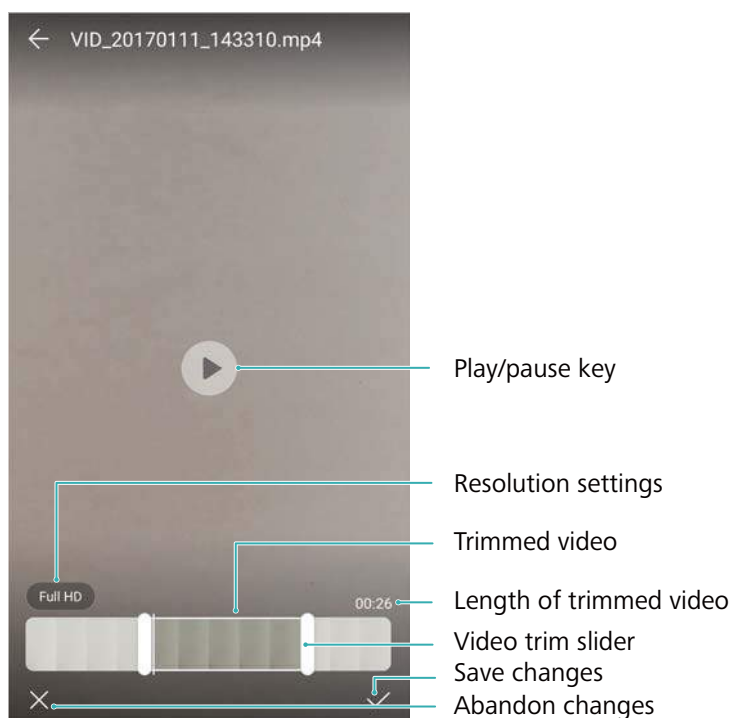 VID_20170111_143310.mp4
Play/pause key
Resolution settings
Trimmed video
Full HD
00:26
Length of trimmed video
Video trim slider
Save changes
Abandon changes